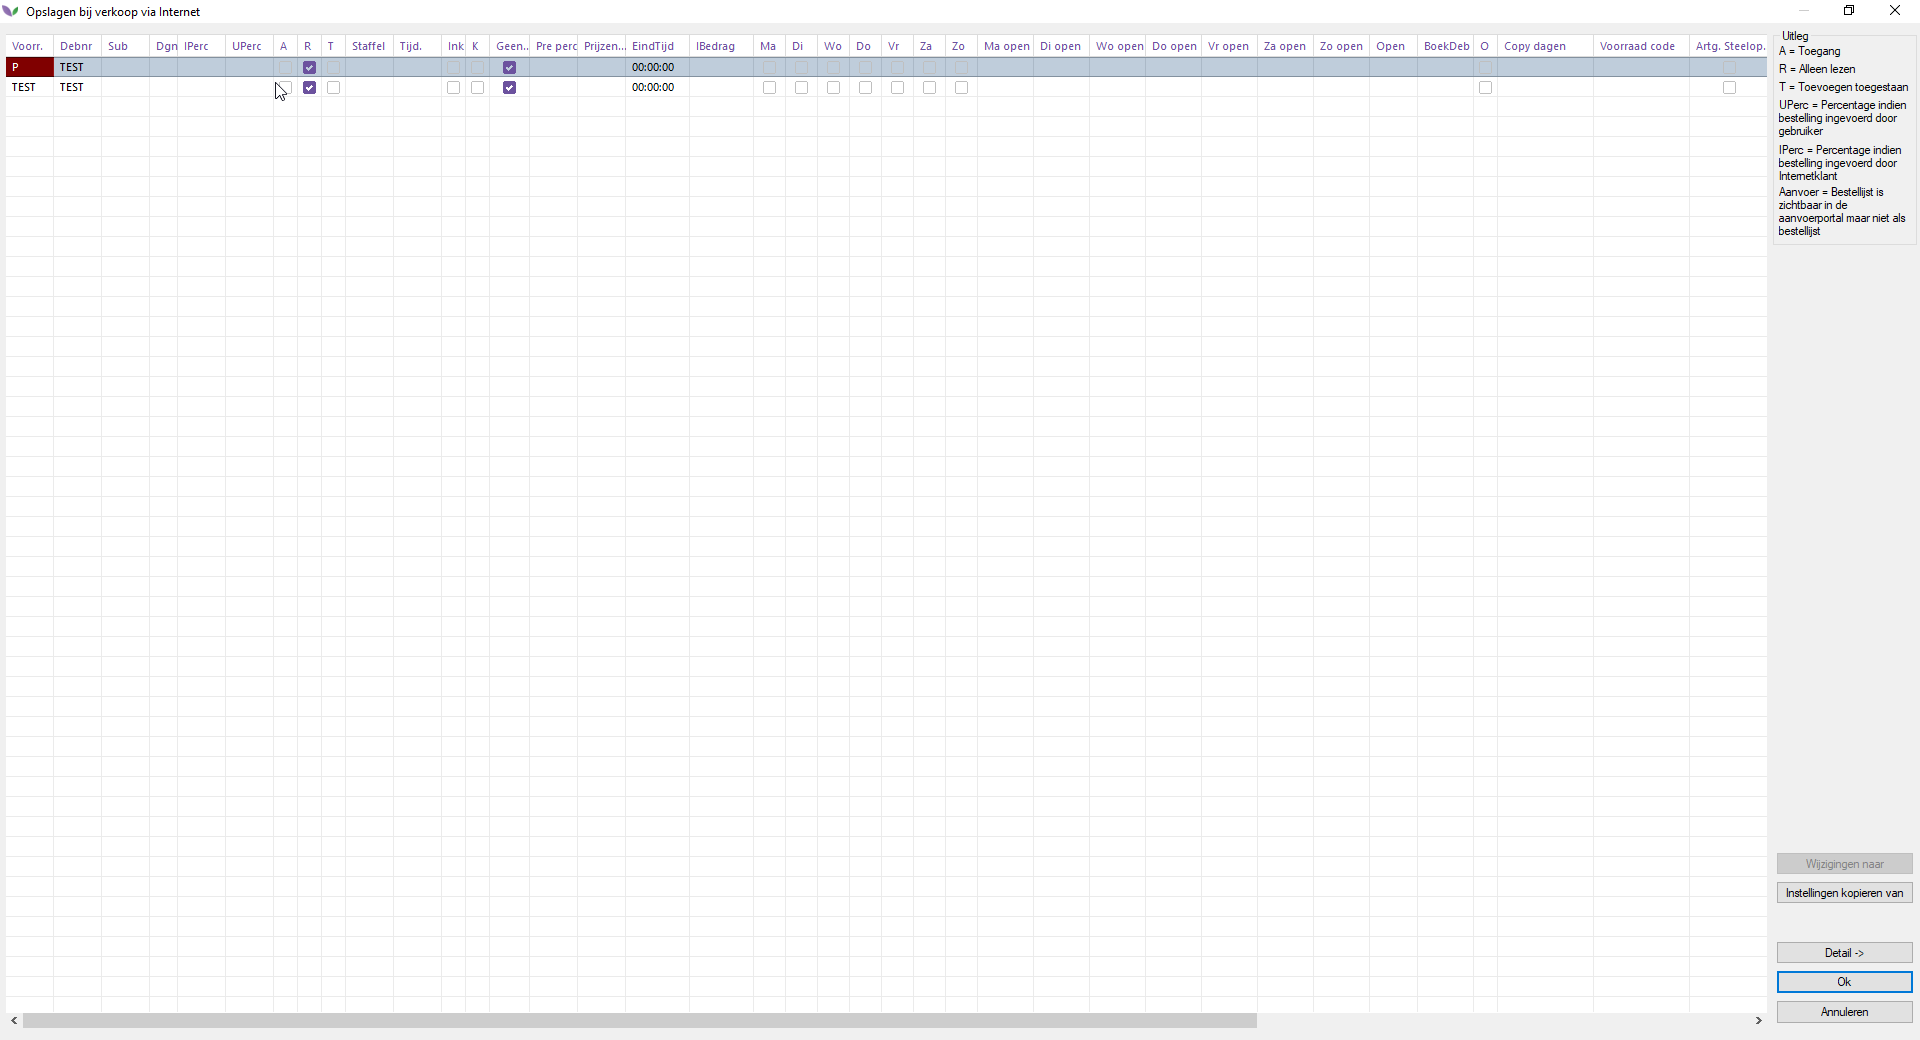 Opslagen bij verkoop via Internet
Voorr. Debnr Sub Dgn IPerc UPerc A R T Staffel Tijd. Ink K Geen... Pre perc Prijzen... EindTijd IBedrag Ma Di Wo Do Vr Za Zo Ma open Di open Wo open Do open Vr open Za open Zo open Open BoekDeb O Copy dagen Voorraad code Artg. Steelop.
P TEST 00:00:00
TEST TEST 00:00:00
Uitleg
A = Toegang
R = Alleen lezen
T = Toevoegen toegestaan
UPerc = Percentage indien
bestelling ingevoerd door
gebruiker
IPerc = Percentage indien
bestelling ingevoerd door
Internetklant
Aanvoer = Bestellijst is
zichtbaar in de
aanvoerportal maar niet als
bestellijst
Wijzigingen naar
Instellingen kopieren van
Detail ->
Ok
Annuleren